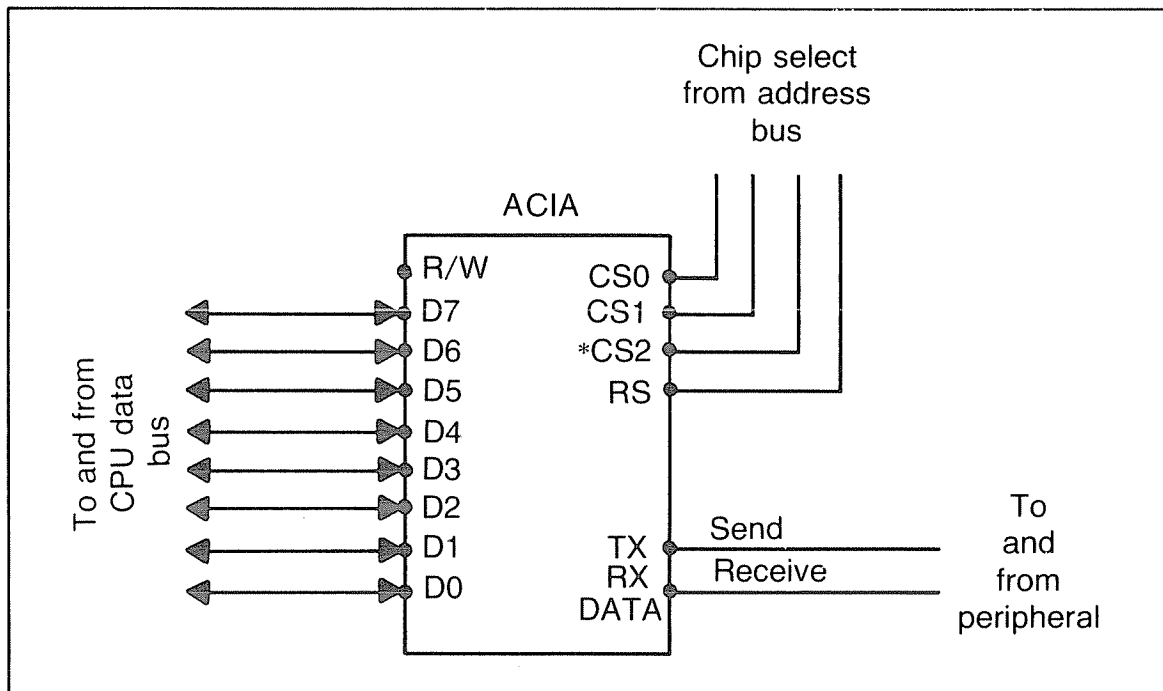 Chip select
from address
bus
ACIA
R/W
D7
D6
D5
D4
D3
D2
D1
D0
To and from
CPU data
bus
CS0
CS1
*CS2
RS
TX
RX
DATA
Send
Receive
To
and
from
peripheral